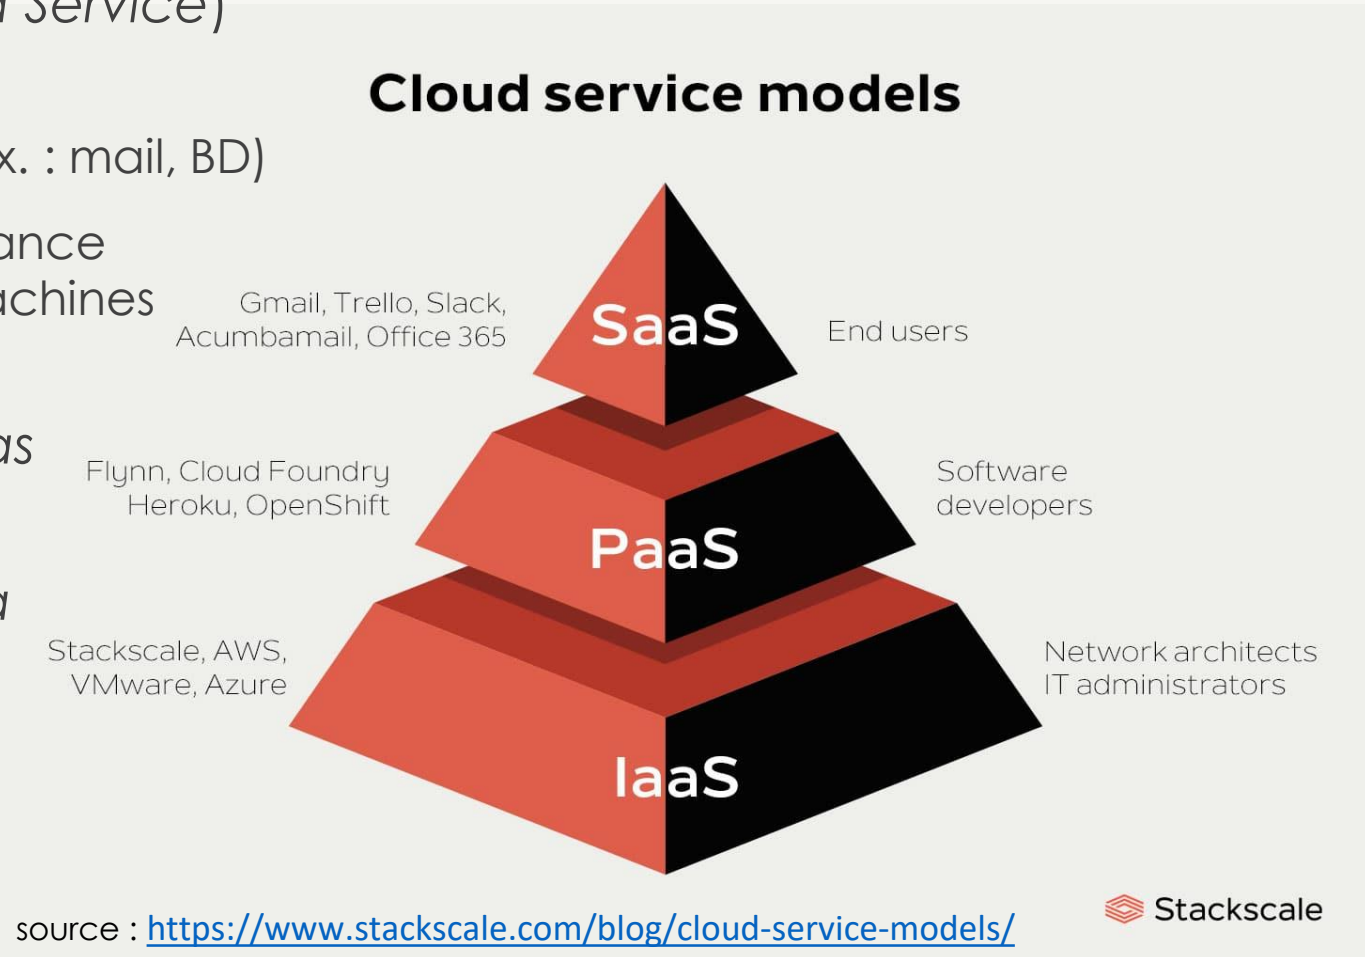 a Service)
Cloud service models
x. : mail, BD)
ance
achines
Gmail, Trello, Slack,
Acumbamail, Office 365
SaaS
End users
as
Flynn, Cloud Foundry
Heroku, OpenShift
PaaS
Software
developers
a
Stackscale, AWS,
VMware, Azure
IaaS
Network architects
IT administrators
Stackscale
source : https://www.stackscale.com/blog/cloud-service-models/